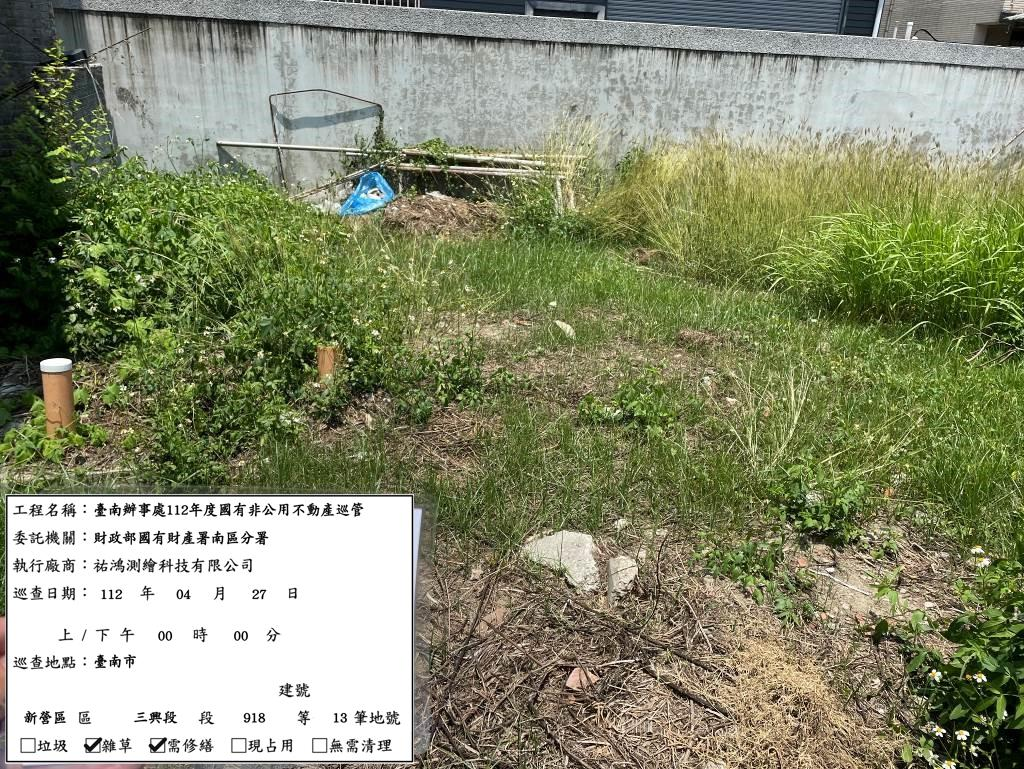 工程名稱：臺南辦事處112年度國有非公用不動產巡管
委託機關：財政部國有財產署南區分署
執行廠商：祐鴻測繪科技有限公司
巡查日期： 112 年 04 月 27 日
上 / 下 午 00 時 00 分
巡查地點：臺南市
建號
新營區 區 三興段 段 918 等 13 筆地號
☐垃圾 ☑雜草 ☑需修繕 ☐現占用 ☐無需清理